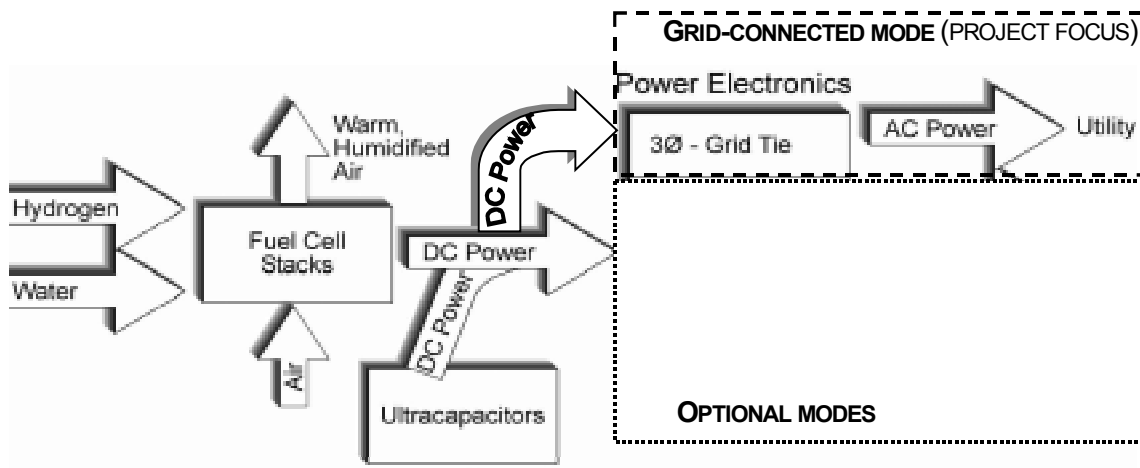 GRID-CONNECTED MODE (PROJECT FOCUS)
Power Electronics
3Ø - Grid Tie
AC Power
Utility
DC Power
Warm,
Humidified
Air
Hydrogen
Water
Fuel Cell
Stacks
DC Power
Air
DC Power
Ultracapacitors
OPTIONAL MODES